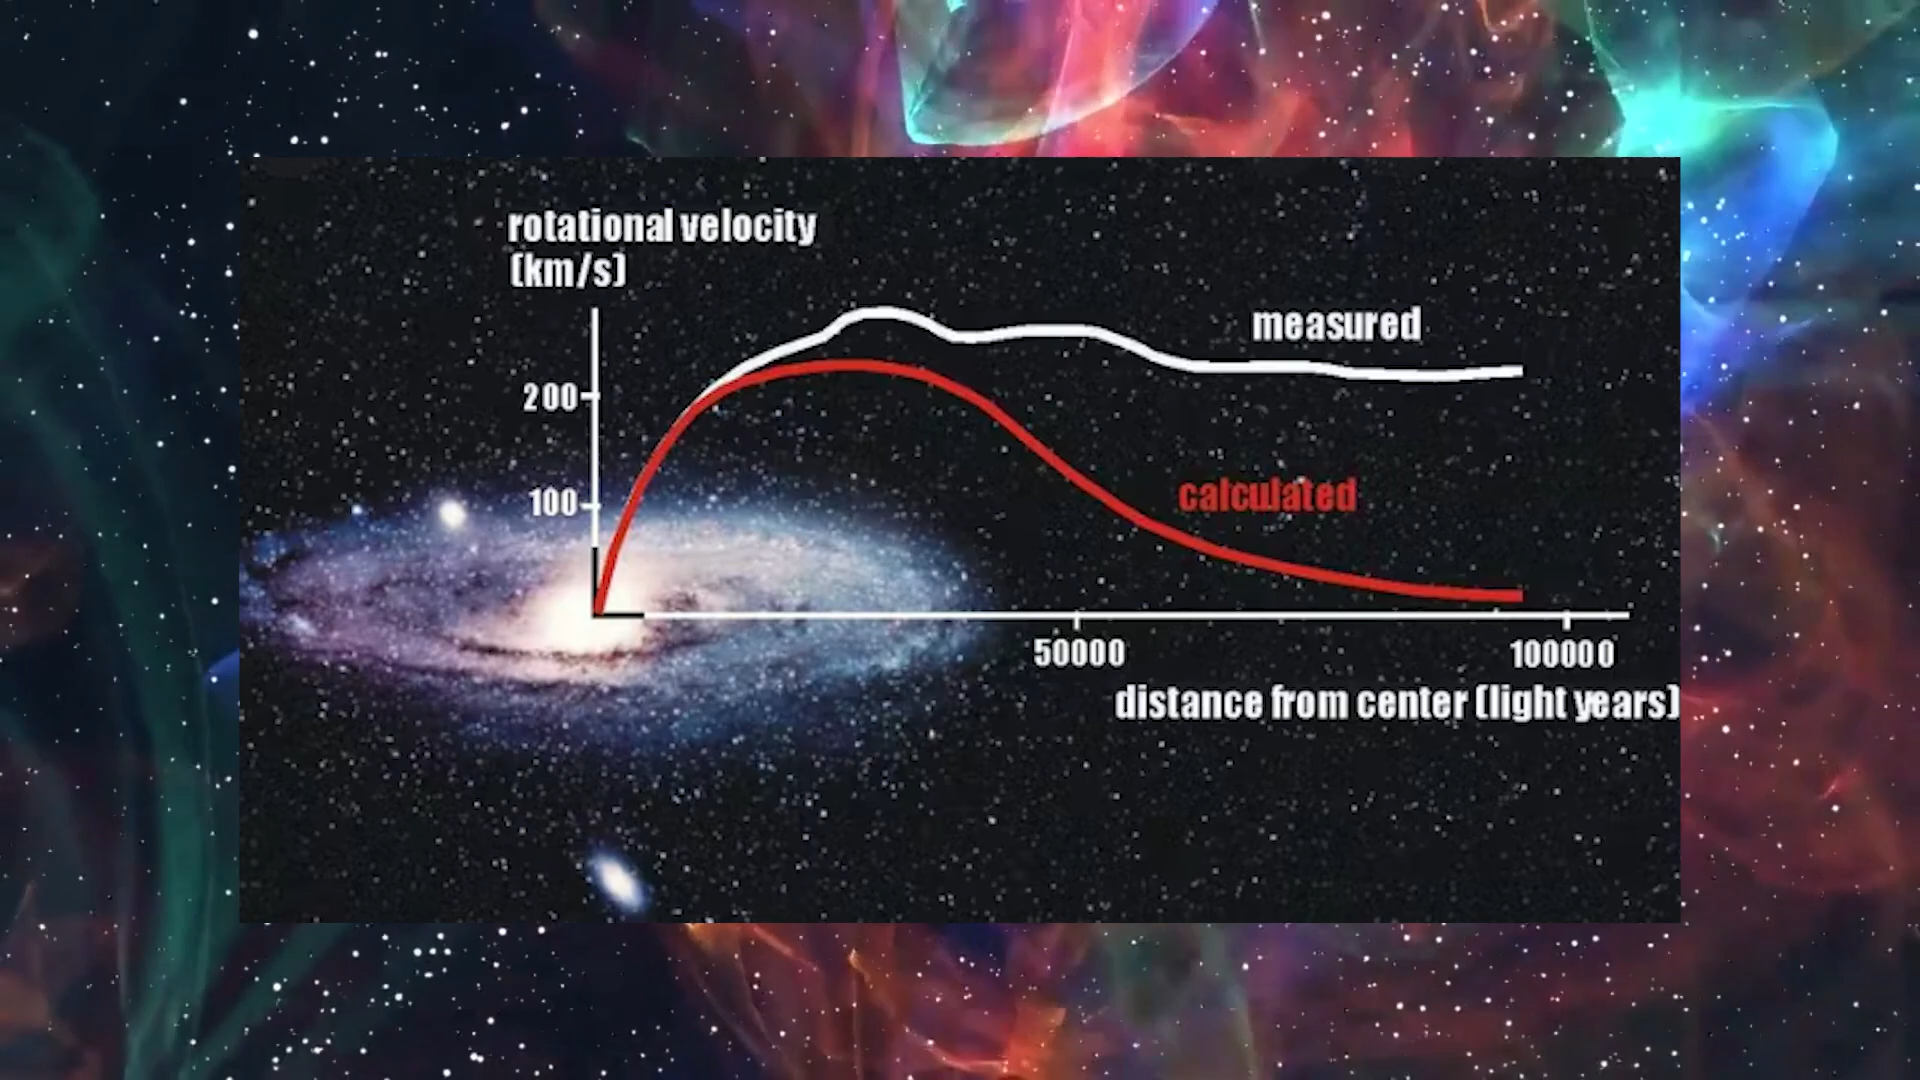 rotational velocity
(km/s)
measured
200
calculated
100
50000
100000
distance from center (light years)